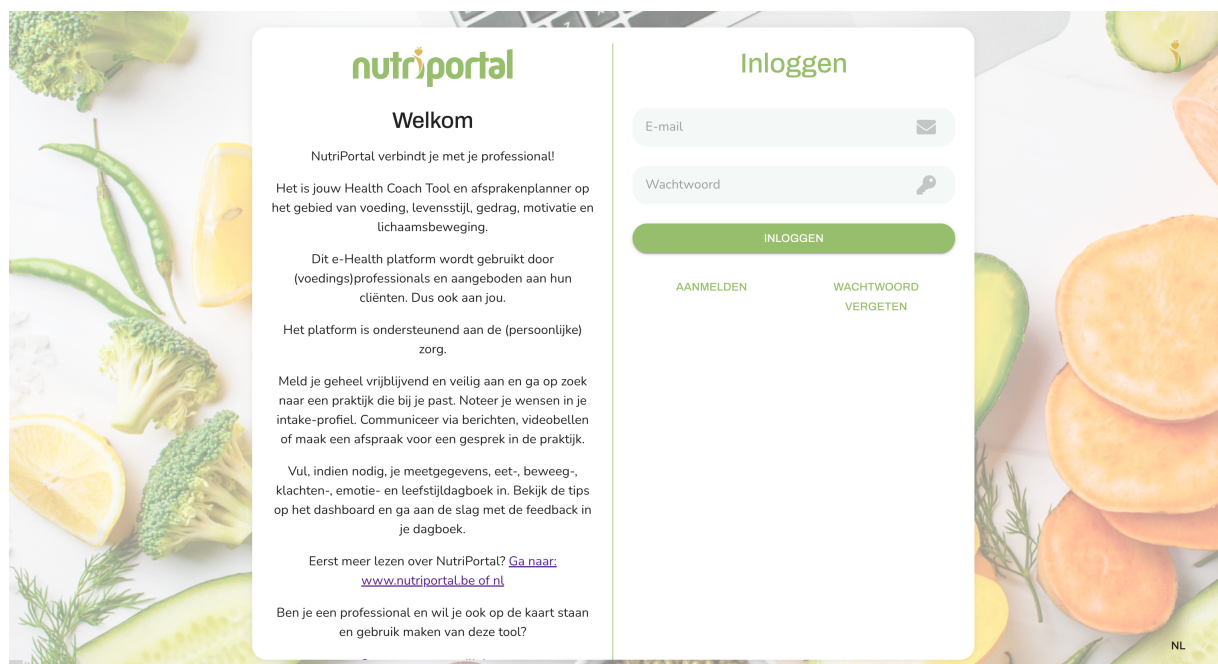 nutriportal
Welkom
NutriPortal verbindt je met je professional!
Het is jouw Health Coach Tool en afsprakenplanner op
het gebied van voeding, levensstijl, gedrag, motivatie en
lichaamsbeweging.
Dit e-Health platform wordt gebruikt door
(voedings)professionals en aangeboden aan hun
cliënten. Dus ook aan jou.
Het platform is ondersteunend aan de (persoonlijke)
zorg.
Meld je geheel vrijblijvend en veilig aan en ga op zoek
naar een praktijk die bij je past. Noteer je wensen in je
intake-profiel. Communiceer via berichten, videobellen
of maak een afspraak voor een gesprek in de praktijk.
Vul, indien nodig, je meetgegevens, eet-, beweeg-,
klachten-, emotie- en leefstijldagboek in. Bekijk de tips
op het dashboard en ga aan de slag met de feedback in
je dagboek.
Eerst meer lezen over NutriPortal? Ga naar:
www.nutriportal.be of nl
Ben je een professional en wil je ook op de kaart staan
en gebruik maken van deze tool?
Inloggen
E-mail
Wachtwoord
INLOGGEN
AANMELDEN
WACHTWOORD
VERGETEN
NL